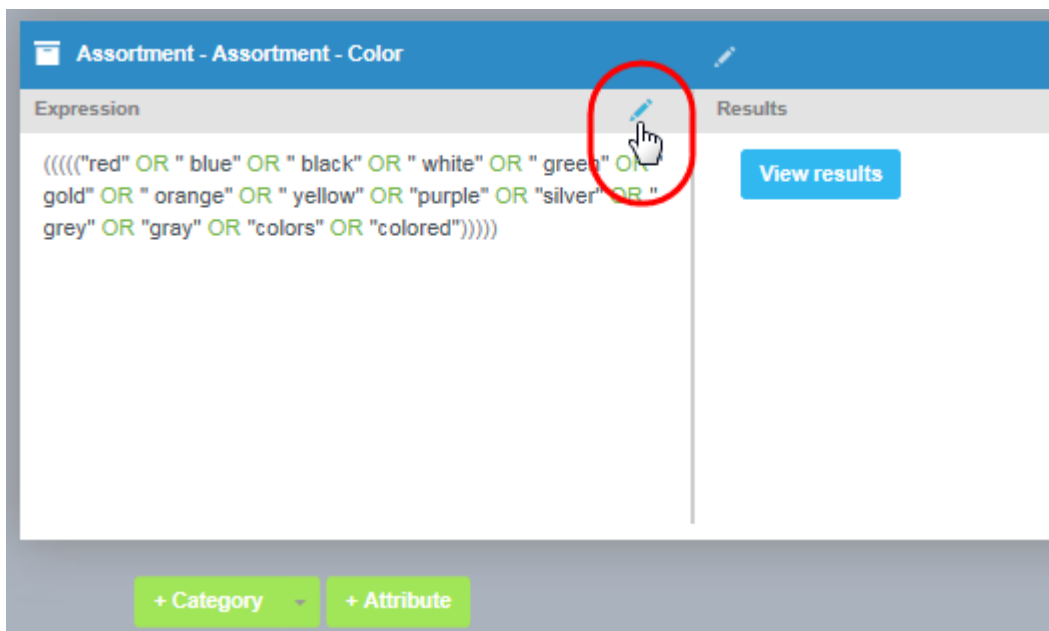 Assortment - Assortment - Color
Expression
Results
((((("red" OR " blue" OR " black" OR " white" OR " green" OR "
gold" OR " orange" OR " yellow" OR "purple" OR "silver" OR "
grey" OR "gray" OR "colors" OR "colored")))))
View results
+ Category
+ Attribute